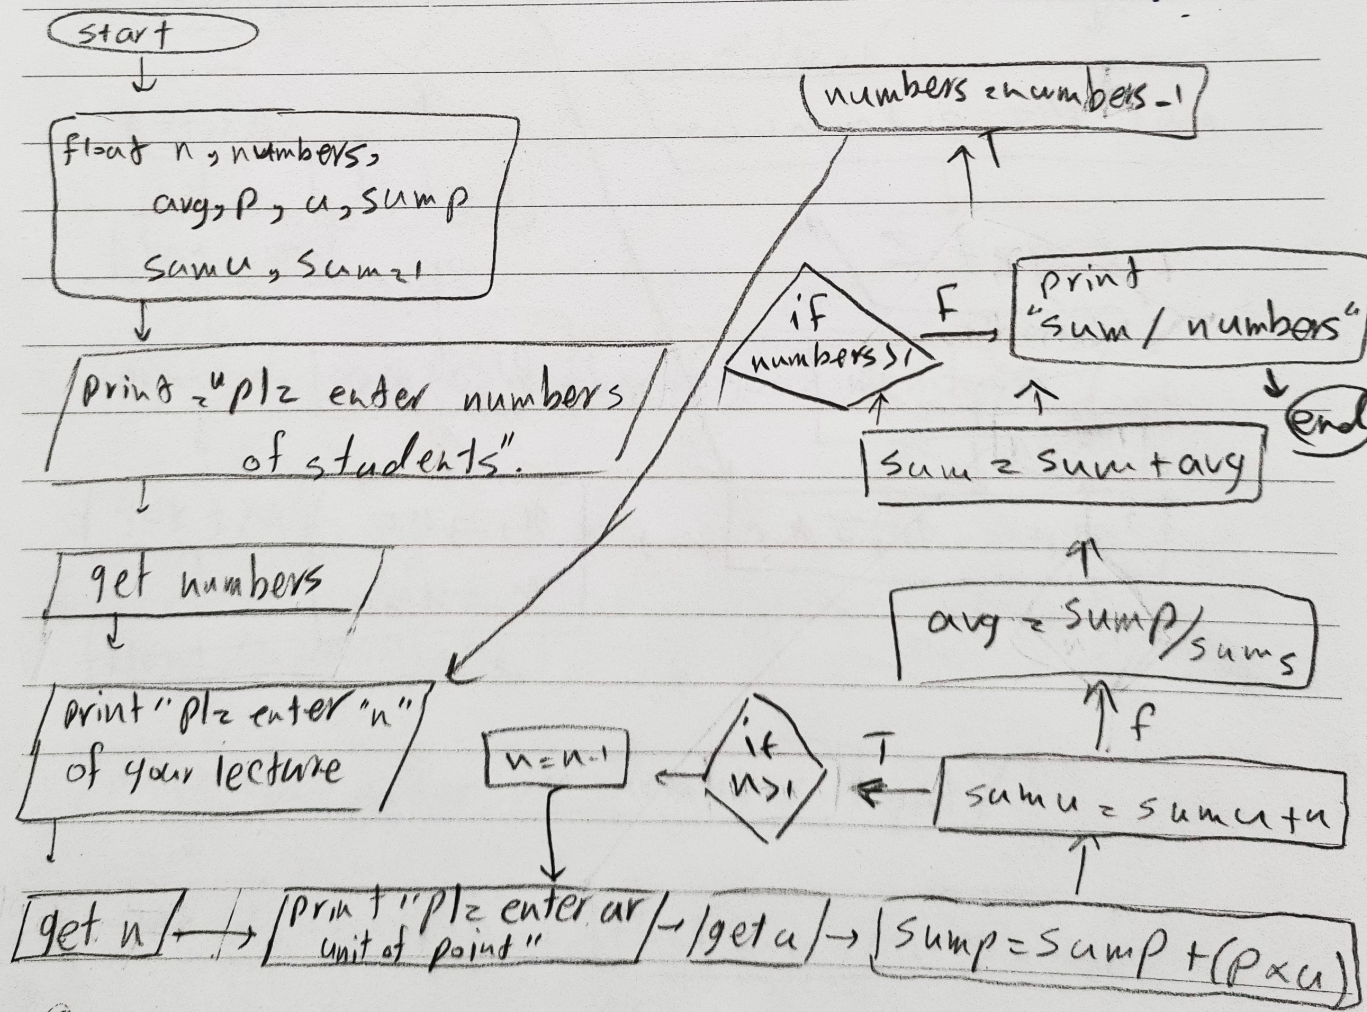 start
float n, numbers,
avg, p, u, sump
sumu, sum=1
print "plz enter numbers
of students".
get numbers
print "plz enter "n"
of your lecture
get n
print "plz enter ar
unit of point"
get u
sump = sump + (p×u)
sumu = sumu + u
T
if
n>1
n=n-1
f
avg = sump/sums
sum = sum + avg
if
numbers>1
F
print
"sum / numbers"
end
T
numbers = numbers - 1